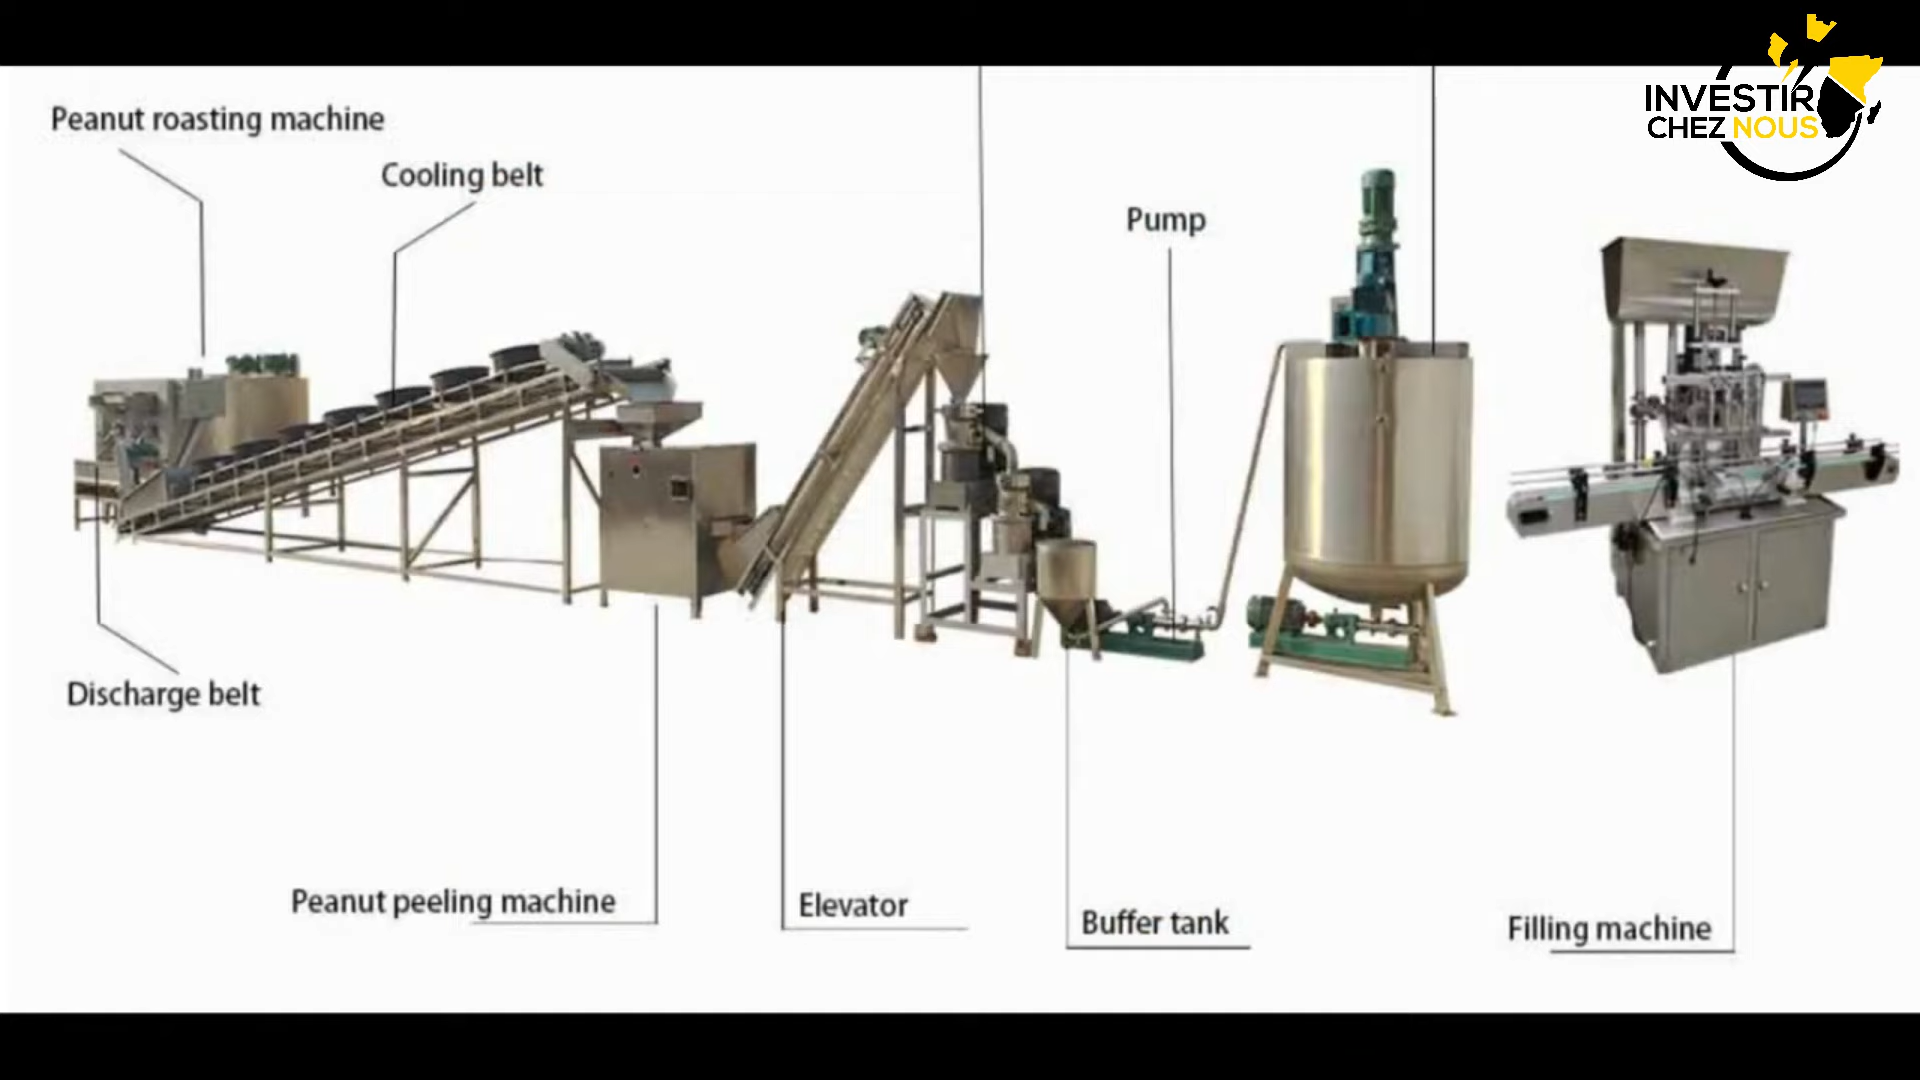 Peanut roasting machine
Cooling belt
Pump
INVESTIR
CHEZ NOUS
Discharge belt
Peanut peeling machine
Elevator
Buffer tank
Filling machine